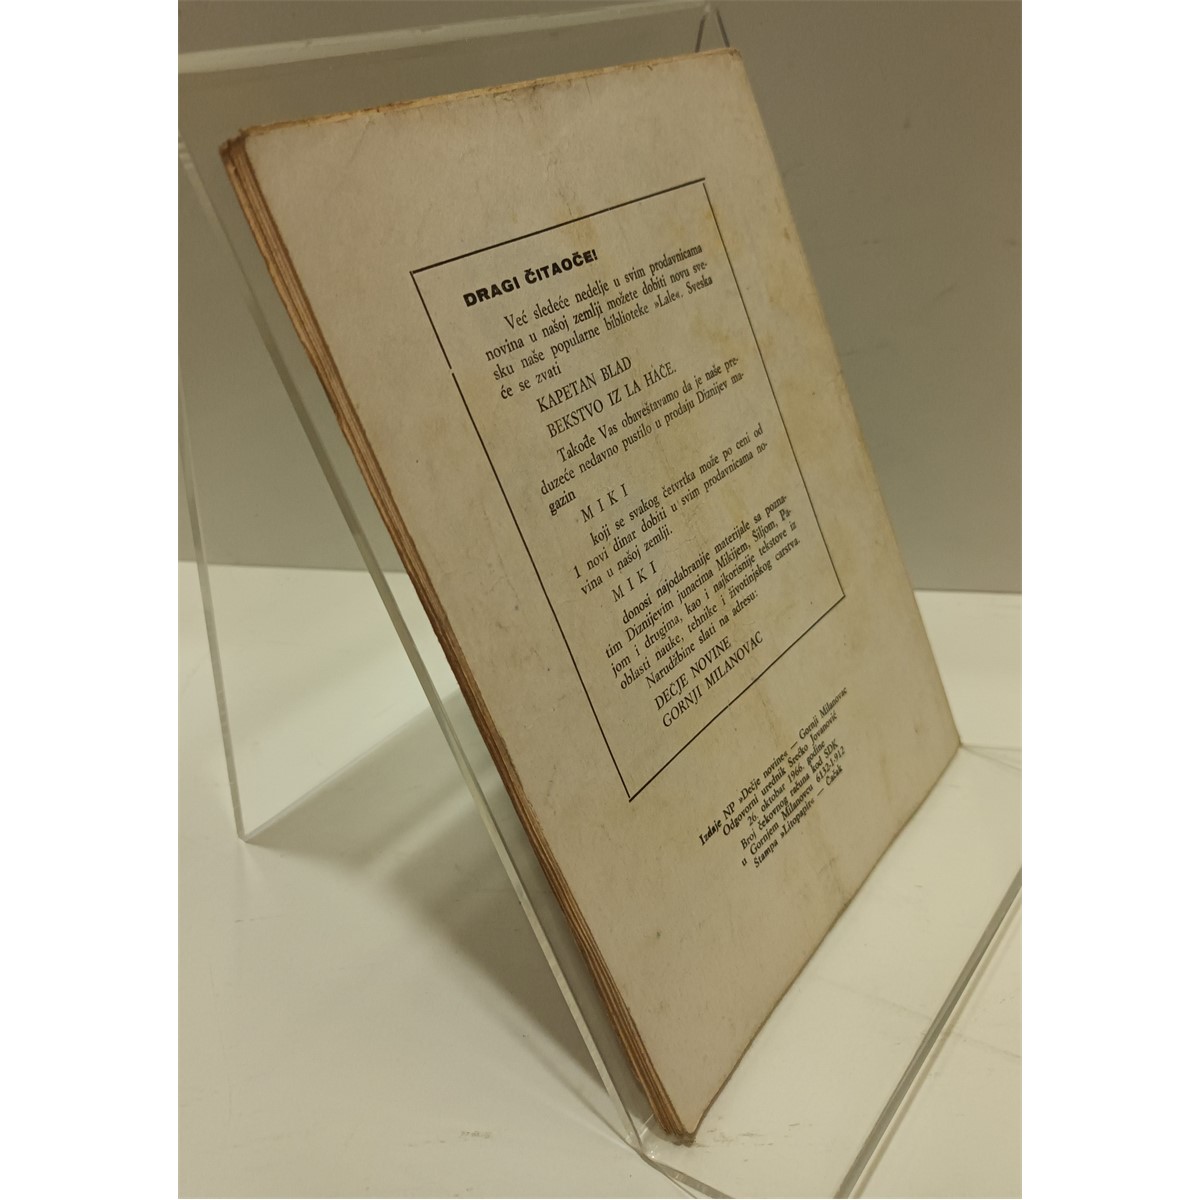 DRAGI ČITAOČE!
Već sledeće nedelje u svim prodavnicama
novina u našoj zemlji možete dobiti novu sve-
sku naše popularne biblioteke »Lale«. Sveska
će se zvati
KAPETAN BLAD
BEKSTVO IZ LA HAČE.
Takođe Vas obaveštavamo da je naše pre-
duzeće nedavno pustilo u prodaju Diznijev ma-
gazin
M I K I
koji se svakog četvrtka može po ceni od
1 novi dinar dobiti u svim prodavnicama no-
vina u našoj zemlji.
M I K I
donosi najodabranije materijale sa pozna-
tim Diznijevim junacima Mikijem, Šiljom, Pa-
jom i drugima, kao i najkorisnije tekstove iz
oblasti nauke, tehnike i životinjskog carstva.
Narudžbine slati na adresu:
DEČJE NOVINE
GORNJI MILANOVAC
Izdaje NP »Dečje novine« — Gornji Milanovac
Odgovorni urednik Srećko Jovanović
26. oktobar 1966. godine
Broj čekovnog računa kod SDK
u Gornjem Milanovcu 6132-1-912
Štampa »Litopapir« — Čačak